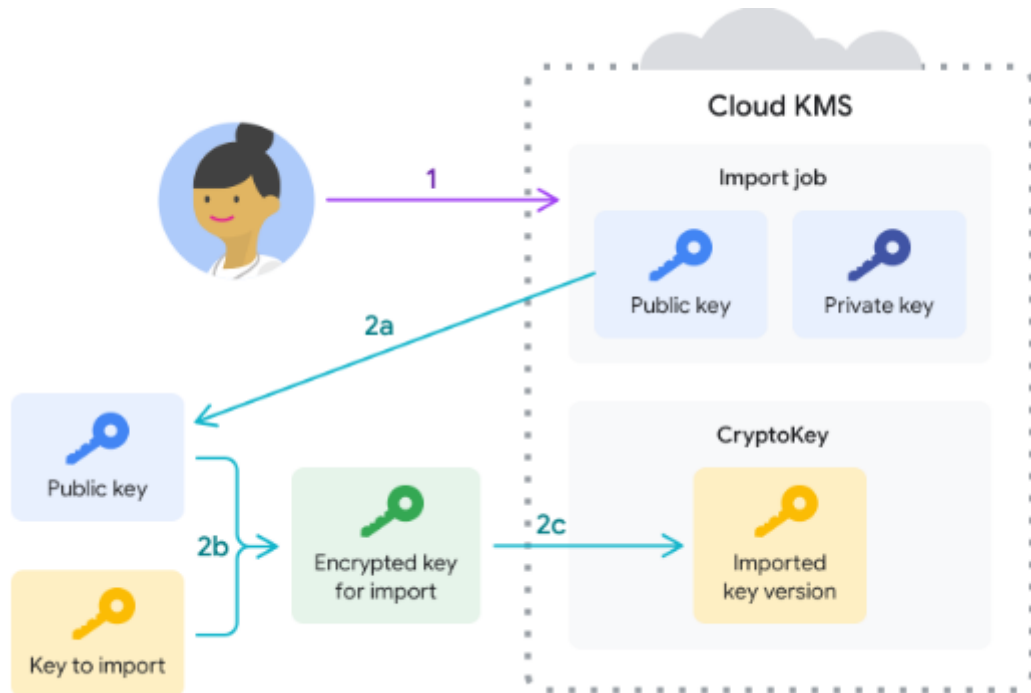 Cloud KMS
1
Import job
Public key
Private key
2a
Public key
2b
Key to import
Encrypted key
for import
2c
CryptoKey
Imported
key version